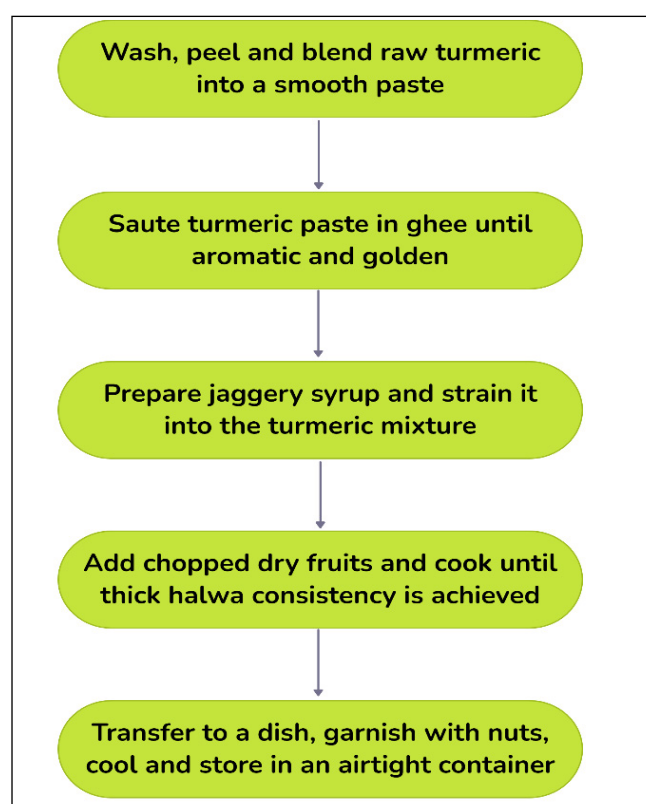 Wash, peel and blend raw turmeric
into a smooth paste
Saute turmeric paste in ghee until
aromatic and golden
Prepare jaggery syrup and strain it
into the turmeric mixture
Add chopped dry fruits and cook until
thick halwa consistency is achieved
Transfer to a dish, garnish with nuts,
cool and store in an airtight container